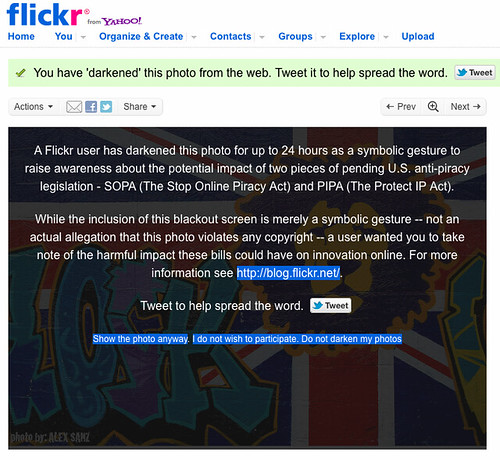 flickr® from YAHOO!
Home You Organize & Create Contacts Groups Explore Upload
You have 'darkened' this photo from the web. Tweet it to help spread the word. Tweet
Actions Share ← Prev Next →
A Flickr user has darkened this photo for up to 24 hours as a symbolic gesture to
raise awareness about the potential impact of two pieces of pending U.S. anti-piracy
legislation - SOPA (The Stop Online Piracy Act) and PIPA (The Protect IP Act).
While the inclusion of this blackout screen is merely a symbolic gesture -- not an
actual allegation that this photo violates any copyright -- a user wanted you to take
note of the harmful impact these bills could have on innovation online. For more
information see http://blog.flickr.net/.
Tweet to help spread the word. Tweet
Show the photo anyway. I do not wish to participate. Do not darken my photos
photo by: ALEX SANZ